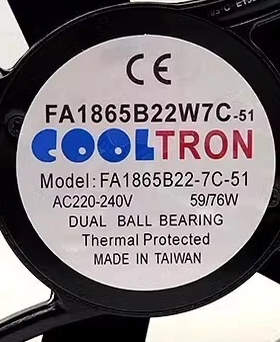 CE
FA1865B22W7C-51
COOLTRON
Model: FA1865B22-7C-51
AC220-240V 59/76W
DUAL BALL BEARING
Thermal Protected
MADE IN TAIWAN